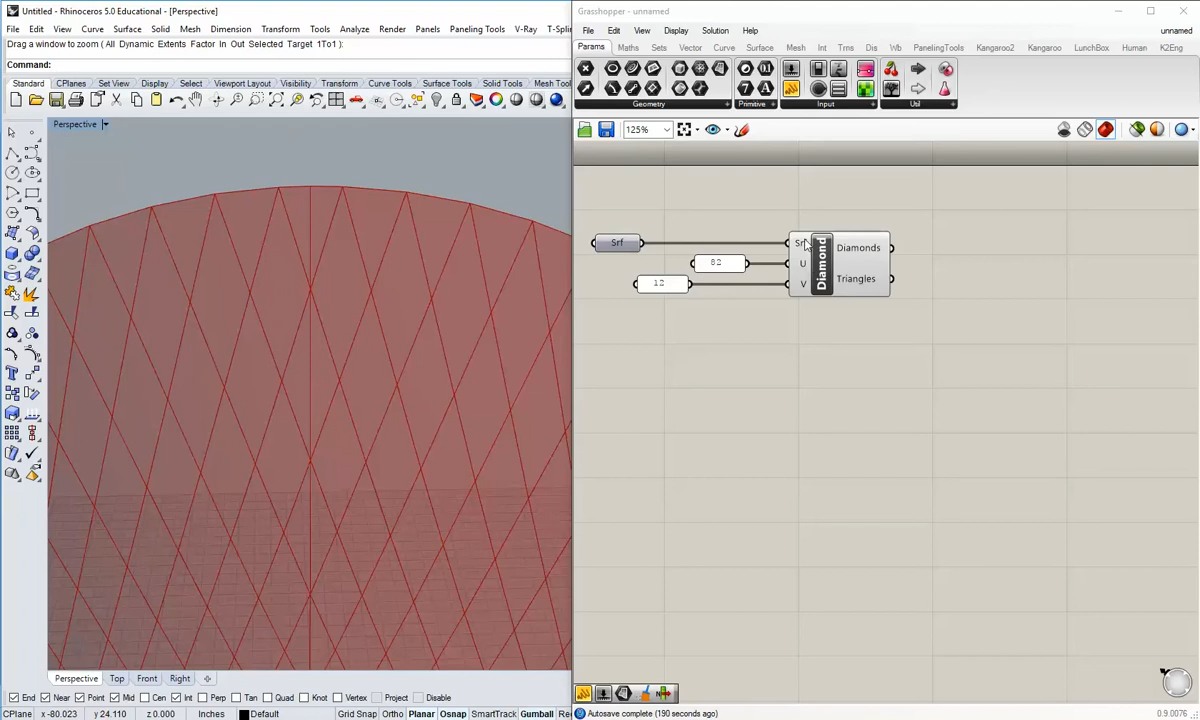 Untitled - Rhinoceros 5.0 Educational - [Perspective]
File Edit View Curve Surface Solid Mesh Dimension Transform Tools Analyze Render Panels Paneling Tools V-Ray T-Splin
Drag a window to zoom ( All Dynamic Extents Factor In Out Selected Target 1To1 ):
Command:
Standard CPlanes Set View Display Select Viewport Layout Visibility Transform Curve Tools Surface Tools Solid Tools Mesh Tool
Perspective
Perspective Top Front Right
End Near Point Mid Cen Int Perp Tan Quad Knot Vertex Project Disable
CPlane x -80.023 y 24.110 z 0.000 Inches Default Grid Snap Ortho Planar Osnap SmartTrack Gumball Re
Grasshopper - unnamed
File Edit View Display Solution Help unnamed
Params Maths Sets Vector Curve Surface Mesh Int Trns Dis Wb PanelingTools Kangaroo2 Kangaroo LunchBox Human K2Eng
Geometry Primitive Input Util
125%
Srf
82
12
Srf
U
V
Diamond
Diamonds
Triangles
Autosave complete (190 seconds ago) 0.9.0076